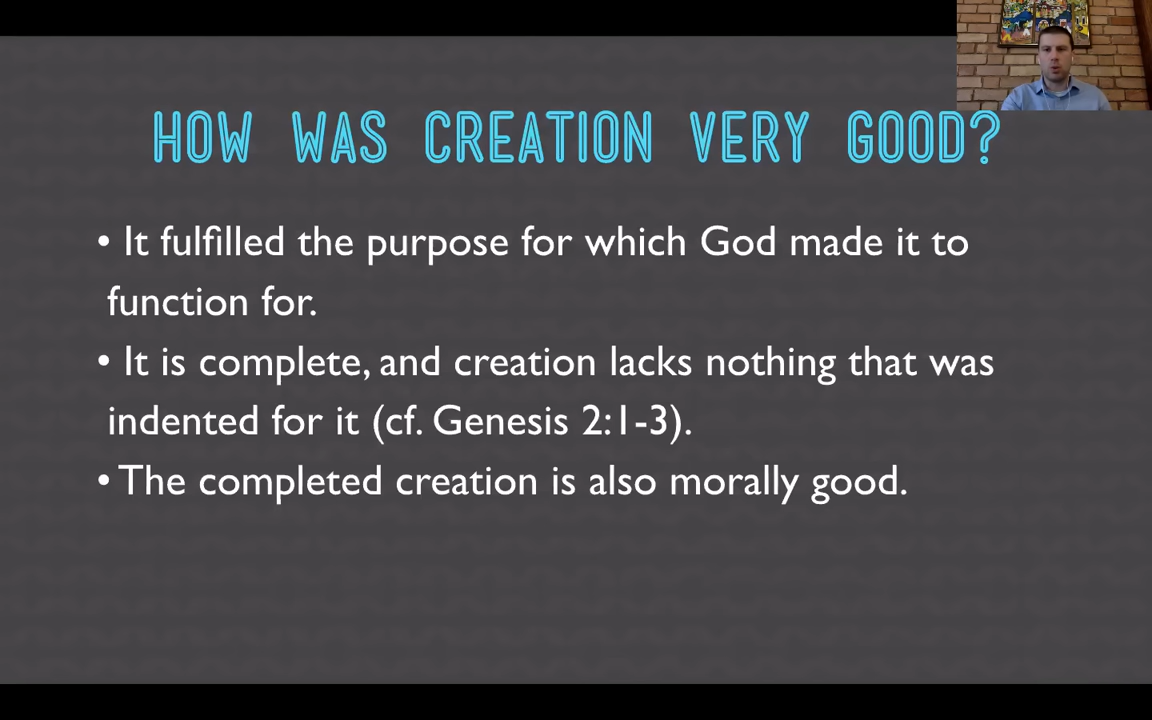 HOW WAS CREATION VERY GOOD?
• It fulfilled the purpose for which God made it to
function for.
• It is complete, and creation lacks nothing that was
indented for it (cf. Genesis 2:1-3).
• The completed creation is also morally good.